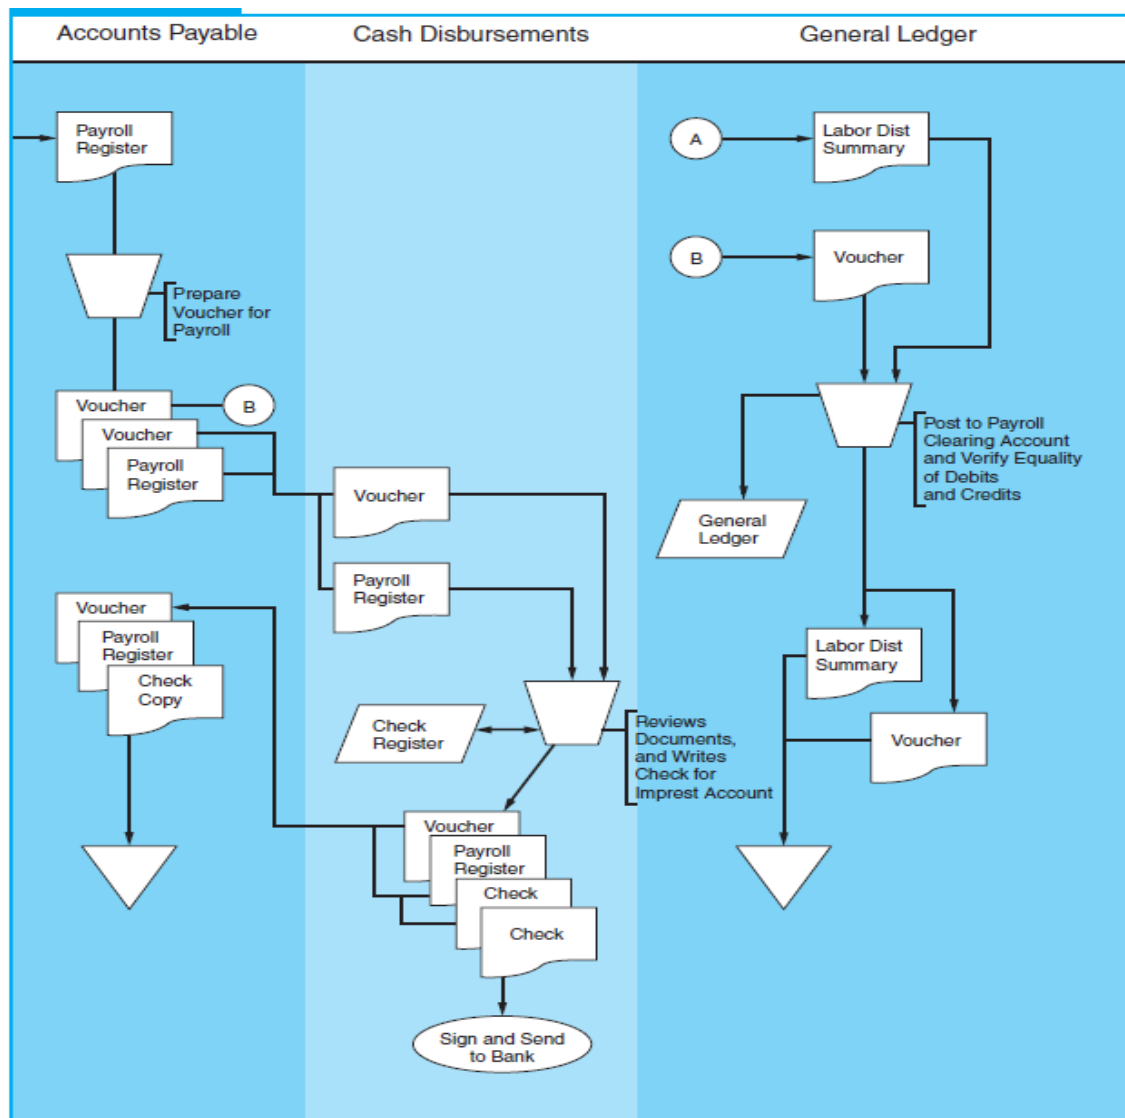 Accounts Payable
Cash Disbursements
General Ledger
Payroll
Register
Prepare
Voucher for
Payroll
Voucher
B
Voucher
Payroll
Register
Voucher
Payroll
Register
Check
Copy
Voucher
Payroll
Register
Check
Register
Reviews
Documents,
and Writes
Check for
Imprest Account
Voucher
Payroll
Register
Check
Check
Sign and Send
to Bank
A
Labor Dist
Summary
B
Voucher
Post to Payroll
Clearing Account
and Verify Equality
of Debits
and Credits
General
Ledger
Labor Dist
Summary
Voucher